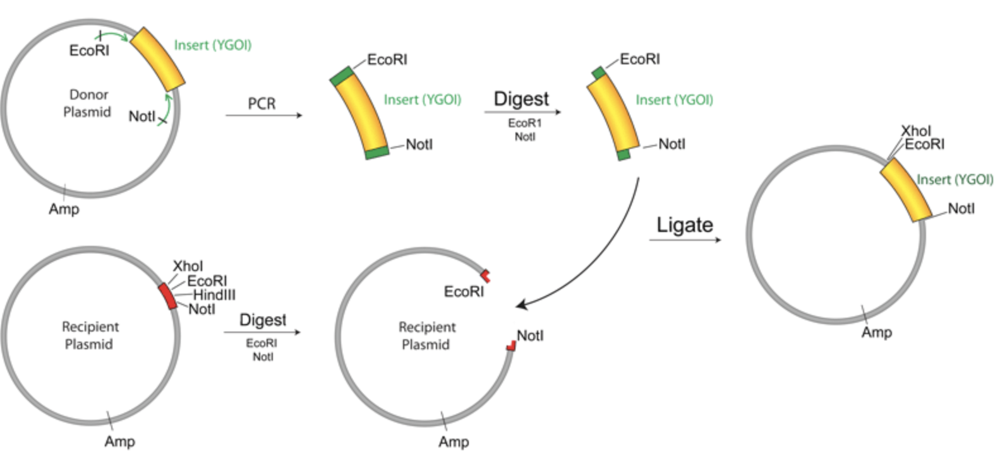 EcoRI
Insert (YGOI)
Donor
Plasmid
NotI
Amp
PCR
EcoRI
Insert (YGOI)
NotI
Digest
EcoR1
NotI
EcoRI
Insert (YGOI)
NotI
Ligate
XhoI
EcoRI
Insert (YGOI)
NotI
Amp
XhoI
EcoRI
HindIII
NotI
Recipient
Plasmid
Amp
Digest
EcoRI
NotI
EcoRI
Recipient
Plasmid
NotI
Amp